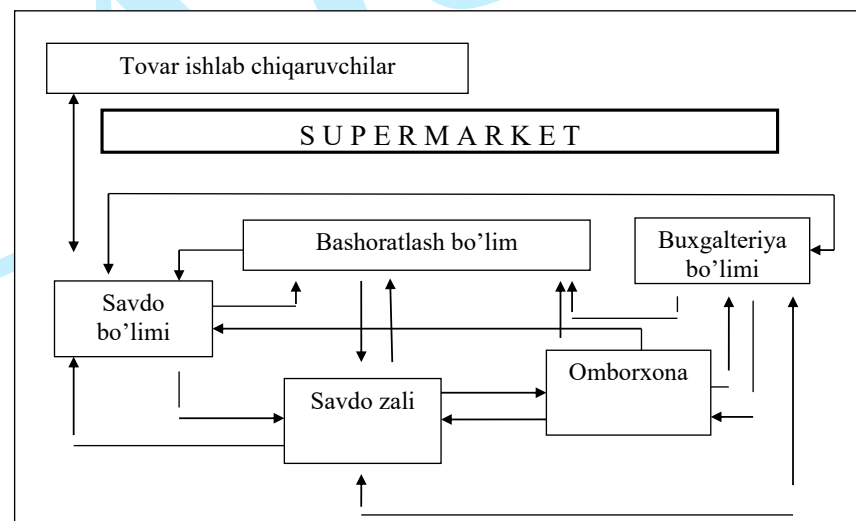 Tovar ishlab chiqaruvchilar
S U P E R M A R K E T
Bashoratlash bo’lim
Buxgalteriya
bo’limi
Savdo
bo’limi
Omborxona
Savdo zali